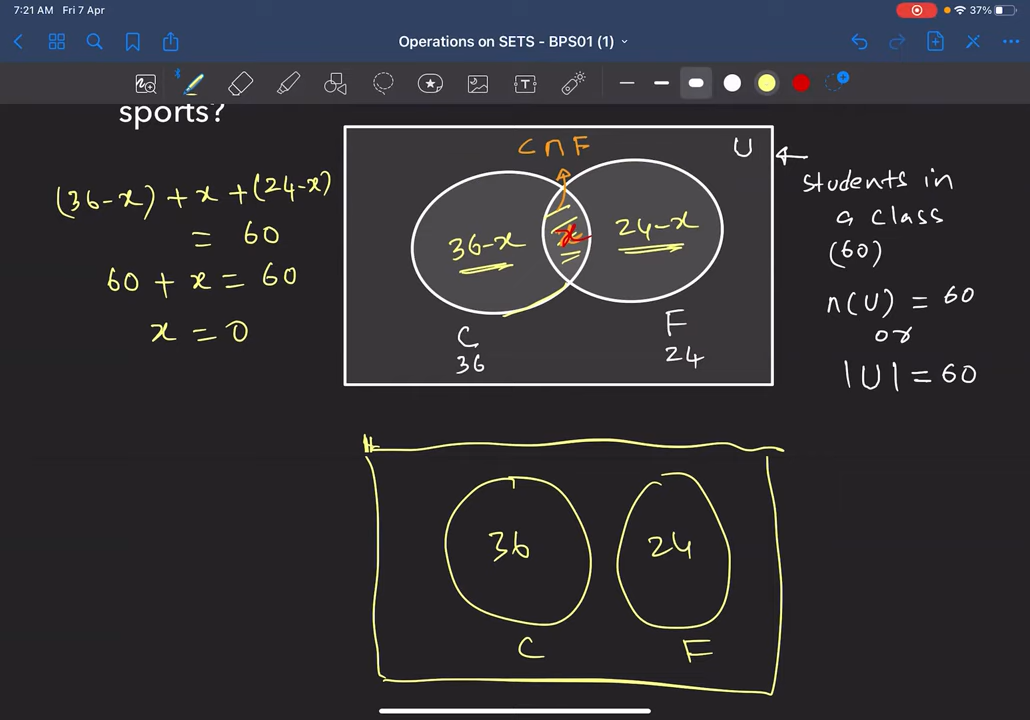 7:21 AM Fri 7 Apr
37%
Operations on SETS - BPS01 (1)
sports?
(36-x) + x + (24-x)
= 60
60 + x = 60
x = 0
C ∩ F
U
36-x
x
24-x
C
36
F
24
students in
a class
(60)
n(U) = 60
or
|U| = 60
36
24
C
F